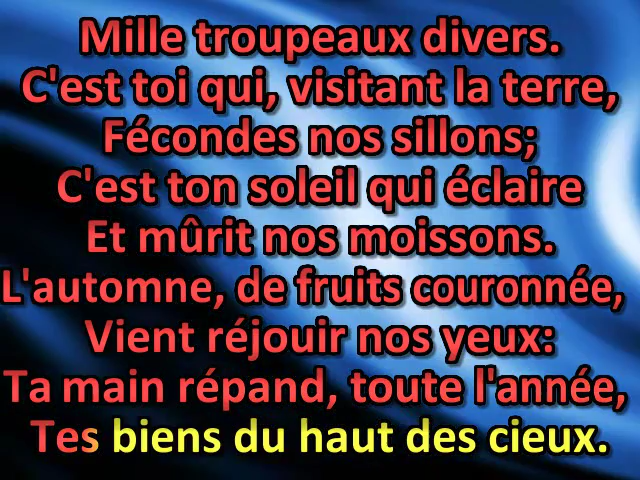 Mille troupeaux divers.
C'est toi qui, visitant la terre,
Fécondes nos sillons;
C'est ton soleil qui éclaire
Et mûrit nos moissons.
L'automne, de fruits couronnée,
Vient réjouir nos yeux:
Ta main répand, toute l'année,
Tes biens du haut des cieux.